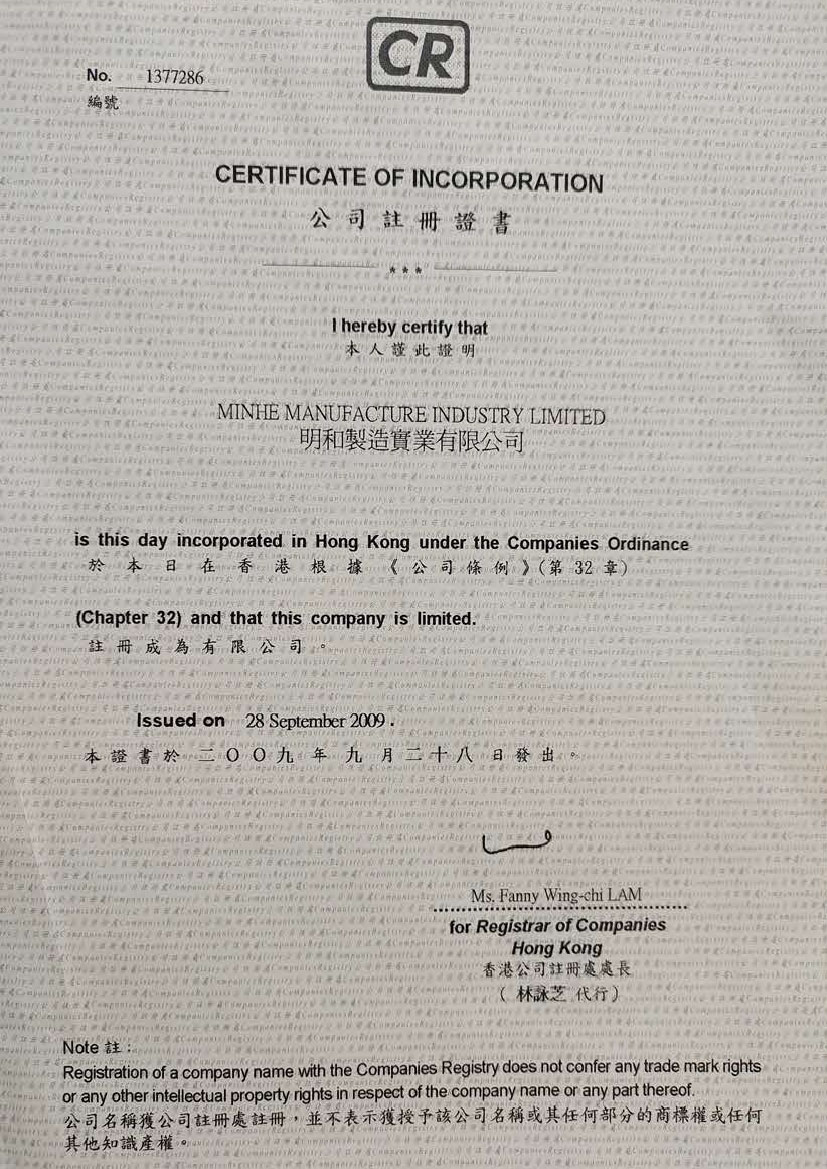 CR
No. 1377286
編號
CERTIFICATE OF INCORPORATION
公司註冊證書
***
I hereby certify that
本人謹此證明
MINHE MANUFACTURE INDUSTRY LIMITED
明和製造實業有限公司
is this day incorporated in Hong Kong under the Companies Ordinance
於本日在香港根據《公司條例》(第32章)
(Chapter 32) and that this company is limited.
註冊成為有限公司。
Issued on 28 September 2009.
本證書於二〇〇九年九月二十八日發出。
Ms. Fanny Wing-chi LAM
for Registrar of Companies
Hong Kong
香港公司註冊處處長
(林詠芝 代行)
Note 註:
Registration of a company name with the Companies Registry does not confer any trade mark rights
or any other intellectual property rights in respect of the company name or any part thereof.
公司名稱獲公司註冊處註冊,並不表示獲授予該公司名稱或其任何部分的商標權或任何
其他知識產權。